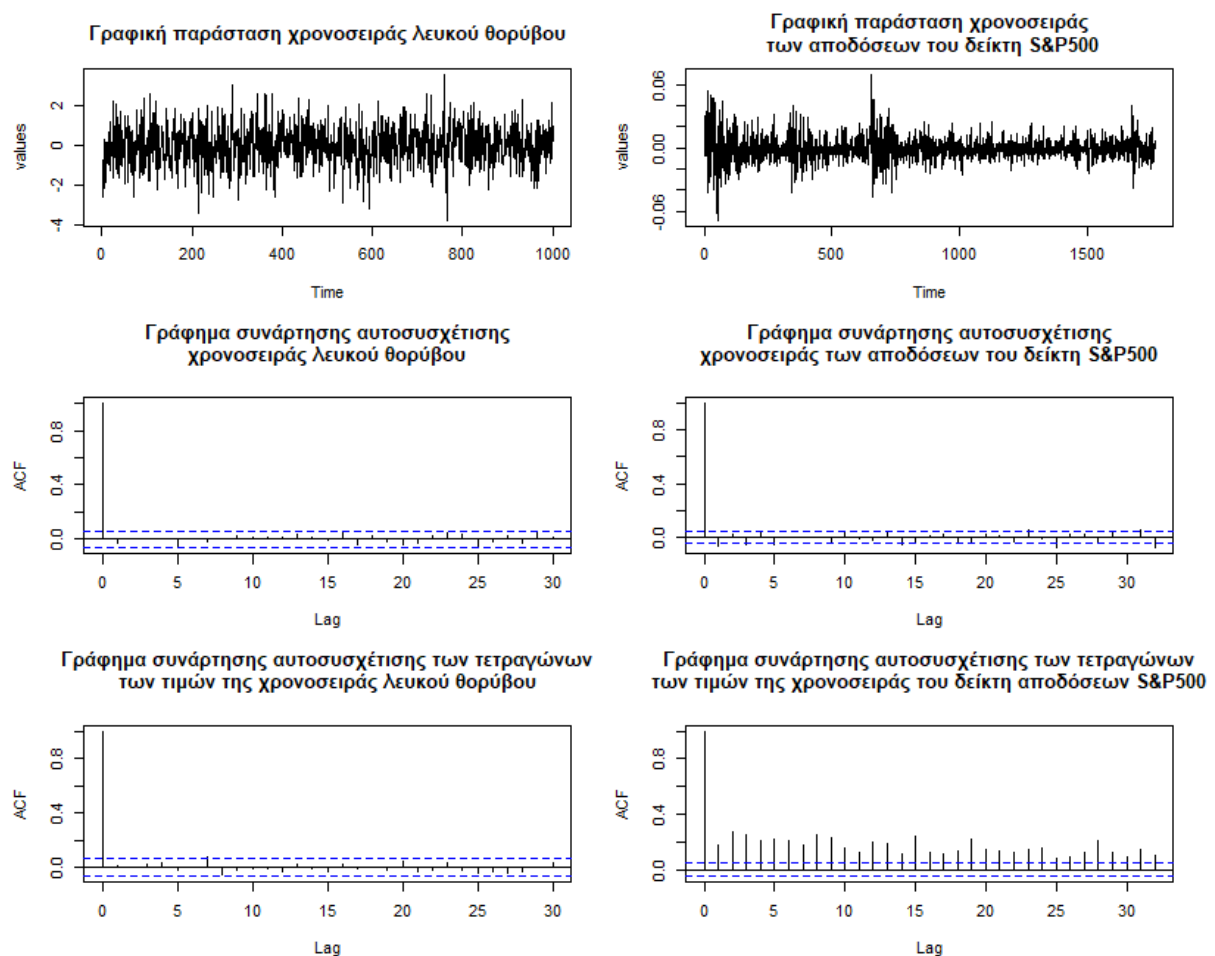 Γραφική παράσταση χρονοσειράς λευκού θορύβου
values
2
0
-2
-4
0 200 400 600 800 1000
Time
Γραφική παράσταση χρονοσειράς
των αποδόσεων του δείκτη S&P500
values
0.06
0.00
-0.06
0 500 1000 1500
Time
Γράφημα συνάρτησης αυτοσυσχέτισης
χρονοσειράς λευκού θορύβου
ACF
0.8
0.4
0.0
0 5 10 15 20 25 30
Lag
Γράφημα συνάρτησης αυτοσυσχέτισης
χρονοσειράς των αποδόσεων του δείκτη S&P500
ACF
0.8
0.4
0.0
0 5 10 15 20 25 30
Lag
Γράφημα συνάρτησης αυτοσυσχέτισης των τετραγώνων
των τιμών της χρονοσειράς λευκού θορύβου
ACF
0.8
0.4
0.0
0 5 10 15 20 25 30
Lag
Γράφημα συνάρτησης αυτοσυσχέτισης των τετραγώνων
των τιμών της χρονοσειράς του δείκτη αποδόσεων S&P500
ACF
0.8
0.4
0.0
0 5 10 15 20 25 30
Lag